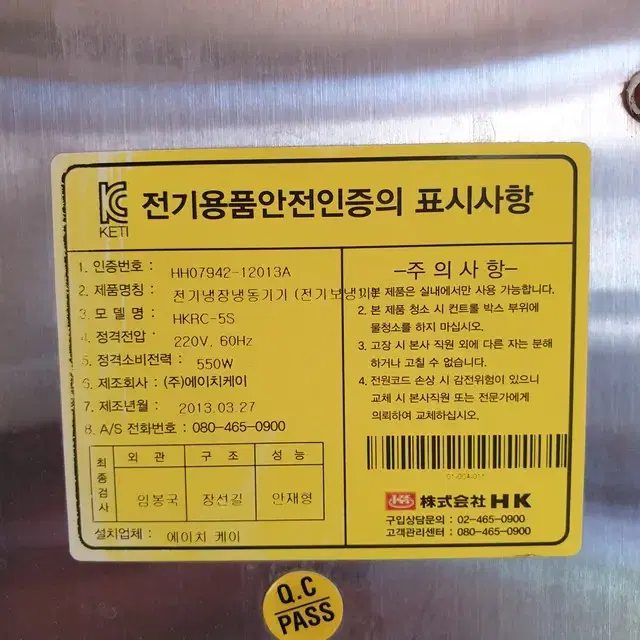 KETI
전기용품안전인증의 표시사항
1. 인증번호 : HH07942-12013A
2. 제품명칭 : 전기냉장냉동기기 (전기보냉기)
3. 모 델 명 : HKRC-5S
4. 정격전압 : 220V, 60Hz
5. 정격소비전력 : 550W
6. 제조회사 : (주)에이치케이
7. 제조년월 : 2013.03.27
8. A/S 전화번호 : 080-465-0900
최종검사
외 관 구 조 성 능
임봉국 장선길 안재형
설치업체 : 에이치 케이
-주 의 사 항-
1. 본 제품은 실내에서만 사용 가능합니다.
2. 본 제품 청소 시 컨트롤 박스 부위에
물청소를 하지 마십시오.
3. 고장 시 본사 직원 외에 다른 자는 분해
하거나 고칠 수 없습니다.
4. 전원코드 손상 시 감전위험이 있으니
교체 시 본사직원 또는 전문가에게
의뢰하여 교체하십시오.
株式会社 HK
구입상담문의 : 02-465-0900
고객관리센터 : 080-465-0900
Q.C
PASS